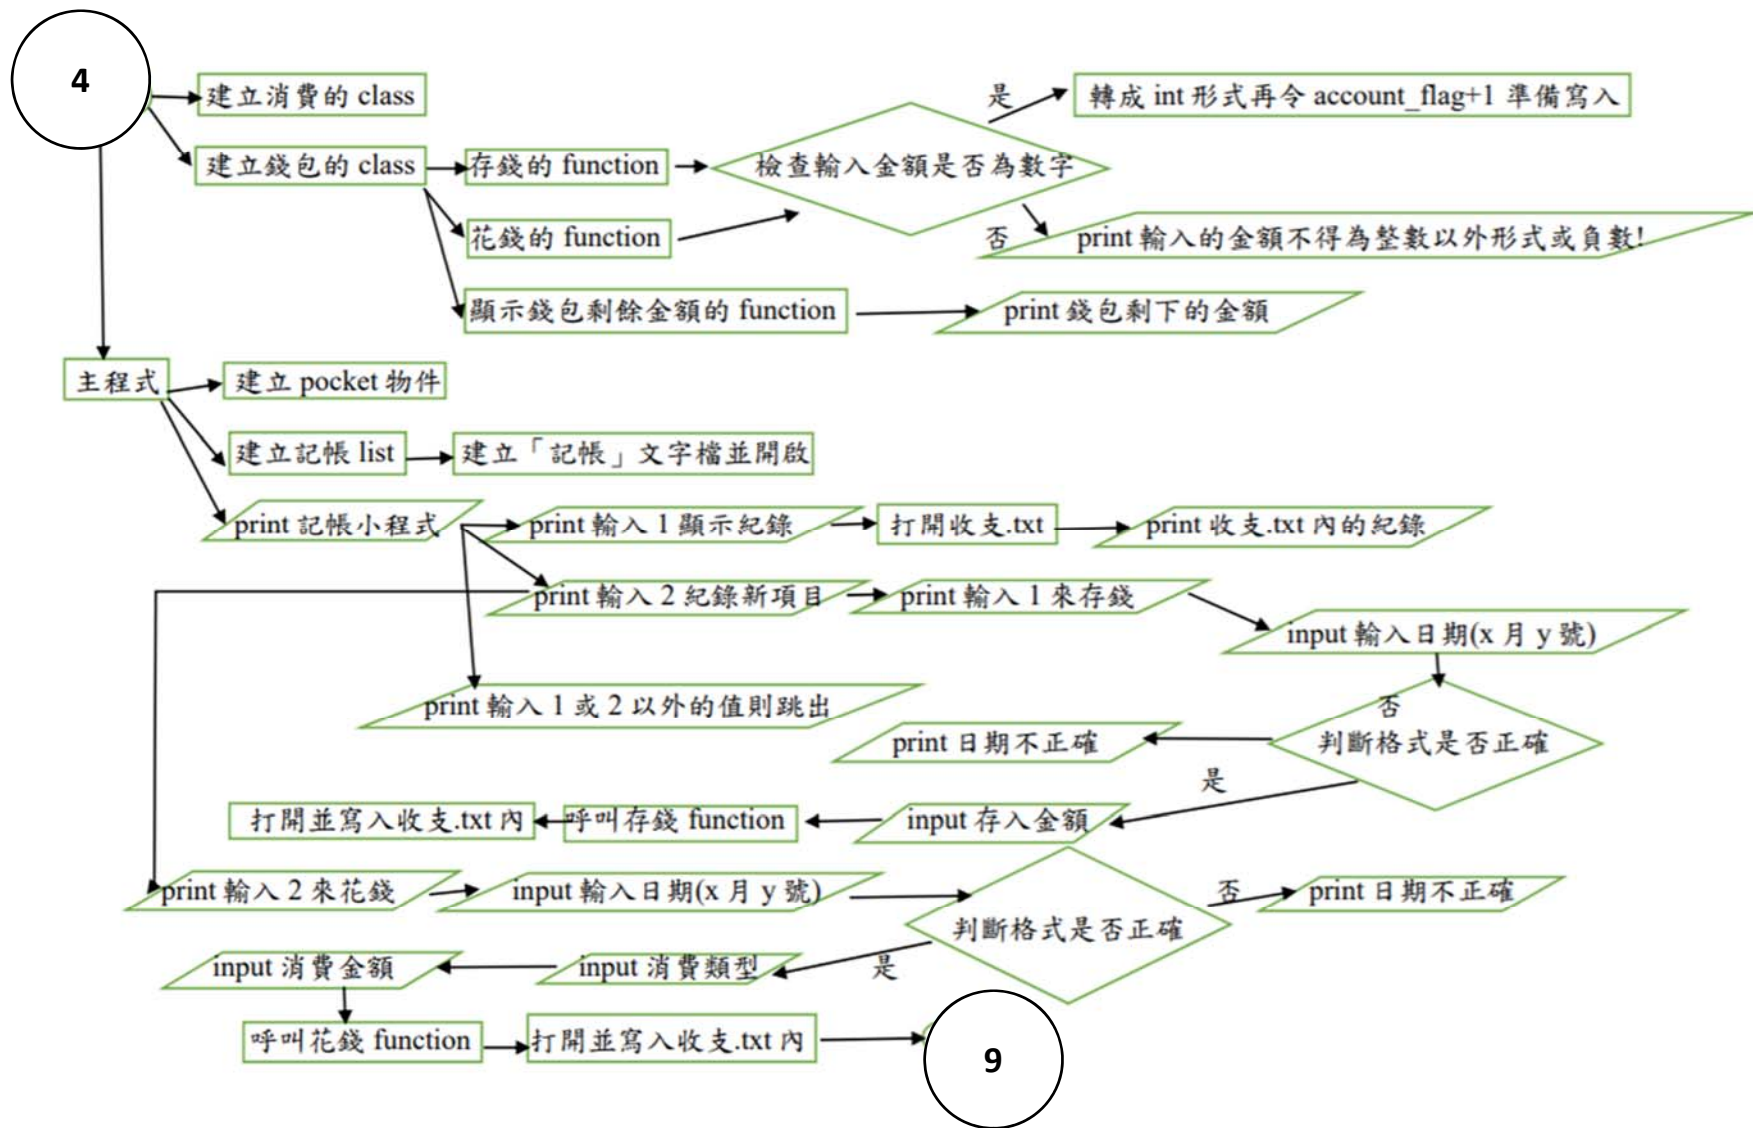 4
建立消費的 class
是
轉成 int 形式再令 account_flag+1 準備寫入
建立錢包的 class
存錢的 function
檢查輸入金額是否為數字
花錢的 function
否
print 輸入的金額不得為整數以外形式或負數!
顯示錢包剩餘金額的 function
print 錢包剩下的金額
主程式
建立 pocket 物件
建立記帳 list
建立「記帳」文字檔並開啟
print 記帳小程式
print 輸入 1 顯示紀錄
打開收支.txt
print 收支.txt 內的紀錄
print 輸入 2 紀錄新項目
print 輸入 1 來存錢
input 輸入日期(x 月 y 號)
print 輸入 1 或 2 以外的值則跳出
否
print 日期不正確
判斷格式是否正確
是
打開並寫入收支.txt 內
呼叫存錢 function
input 存入金額
print 輸入 2 來花錢
input 輸入日期(x 月 y 號)
否
print 日期不正確
判斷格式是否正確
input 消費金額
input 消費類型
是
呼叫花錢 function
打開並寫入收支.txt 內
9